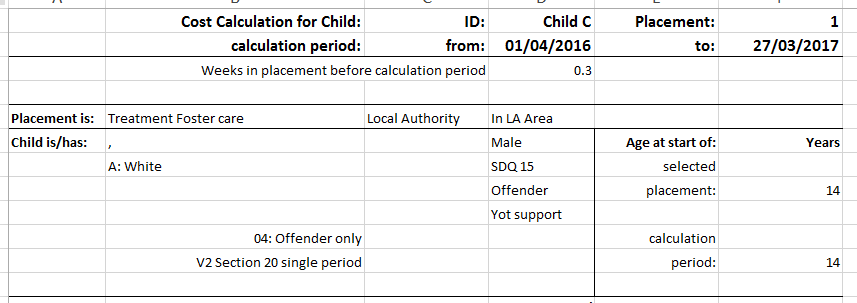 Cost Calculation for Child: ID: Child C Placement: 1
calculation period: from: 01/04/2016 to: 27/03/2017
Weeks in placement before calculation period 0.3
Placement is: Treatment Foster care Local Authority In LA Area
Child is/has: , Male Age at start of: Years
A: White SDQ 15 selected
Offender placement: 14
Yot support
04: Offender only calculation
V2 Section 20 single period period: 14